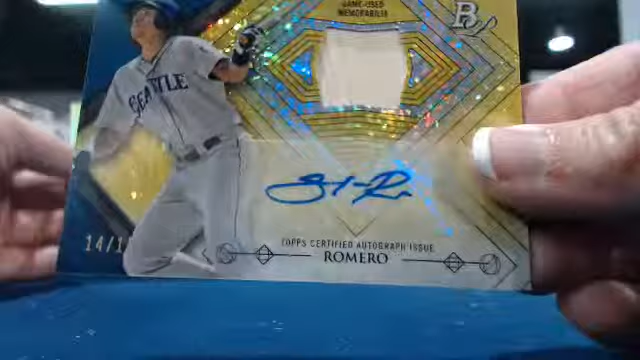 GAME-USED
MEMORABILIA
B
SEATTLE
14/1
TOPPS CERTIFIED AUTOGRAPH ISSUE
ROMERO